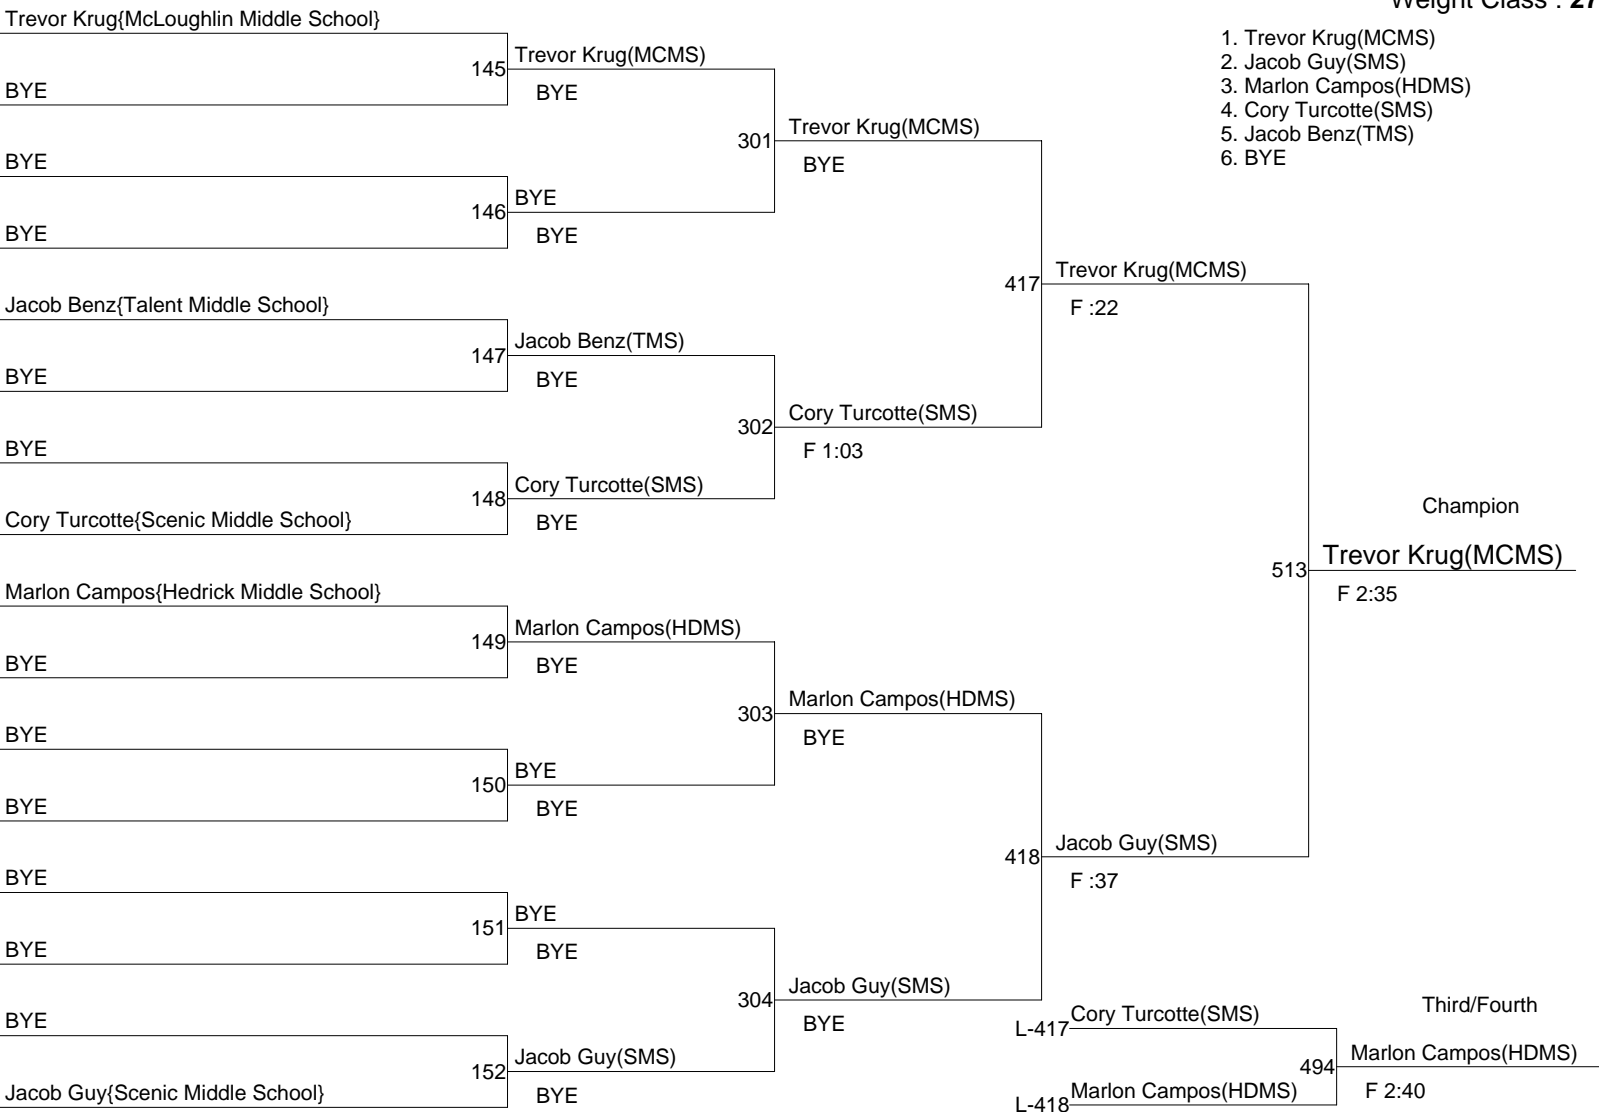 Weight Class : 27
Trevor Krug{McLoughlin Middle School}
1. Trevor Krug(MCMS)
2. Jacob Guy(SMS)
3. Marlon Campos(HDMS)
4. Cory Turcotte(SMS)
5. Jacob Benz(TMS)
6. BYE
145 Trevor Krug(MCMS)
BYE
BYE
301 Trevor Krug(MCMS)
BYE
BYE
146 BYE
BYE
BYE
417 Trevor Krug(MCMS)
F :22
Jacob Benz{Talent Middle School}
147 Jacob Benz(TMS)
BYE
BYE
302 Cory Turcotte(SMS)
F 1:03
BYE
148 Cory Turcotte(SMS)
BYE
Cory Turcotte{Scenic Middle School}
Champion
513 Trevor Krug(MCMS)
F 2:35
Marlon Campos{Hedrick Middle School}
149 Marlon Campos(HDMS)
BYE
BYE
303 Marlon Campos(HDMS)
BYE
BYE
150 BYE
BYE
BYE
418 Jacob Guy(SMS)
F :37
BYE
151 BYE
BYE
BYE
304 Jacob Guy(SMS)
BYE
BYE
152 Jacob Guy(SMS)
BYE
Jacob Guy{Scenic Middle School}
Third/Fourth
L-417 Cory Turcotte(SMS)
494 Marlon Campos(HDMS)
F 2:40
L-418 Marlon Campos(HDMS)